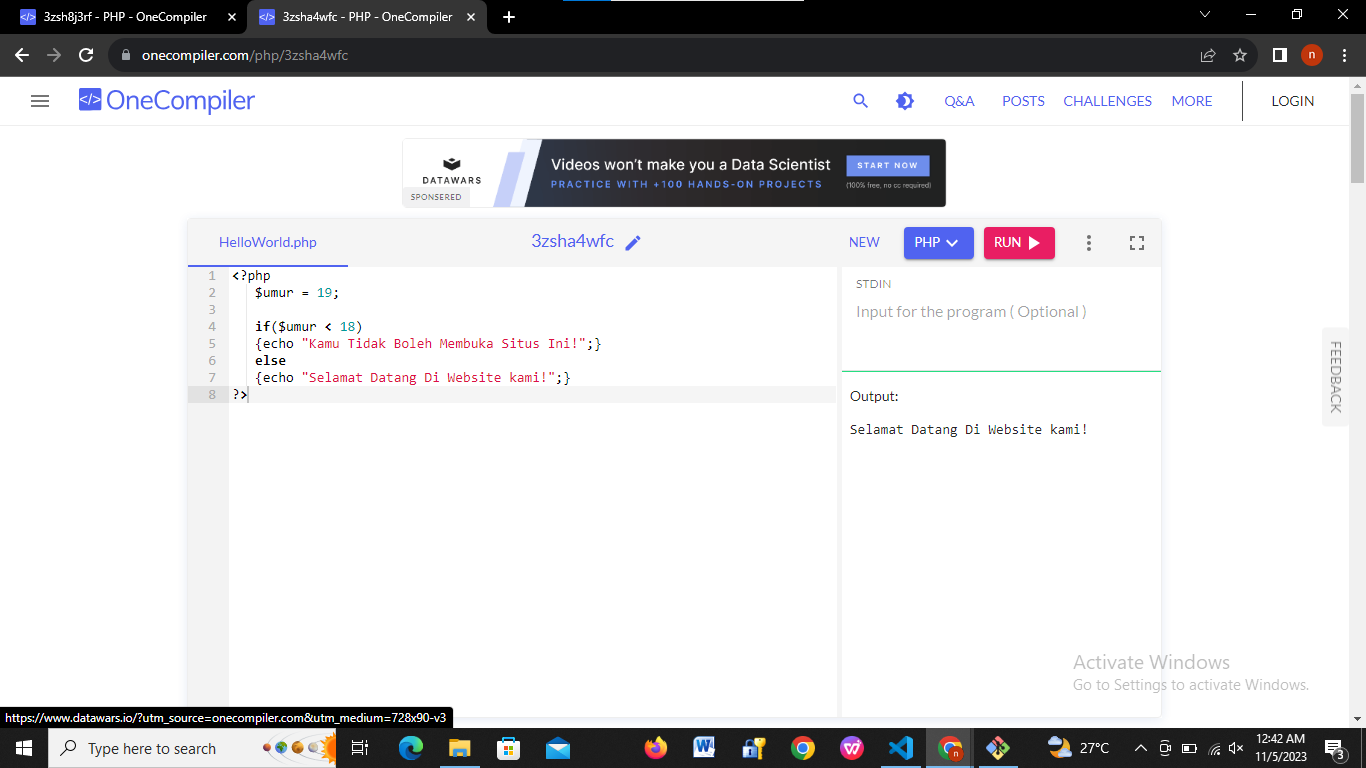 3zsh8j3rf - PHP - OneCompiler
3zsha4wfc - PHP - OneCompiler
onecompiler.com/php/3zsha4wfc
n
</> OneCompiler
Q&A POSTS CHALLENGES MORE LOGIN
DATAWARS
SPONSERED
Videos won't make you a Data Scientist
PRACTICE WITH +100 HANDS-ON PROJECTS
START NOW
(100% free, no cc required)
HelloWorld.php
3zsha4wfc
NEW
PHP
RUN
1 <?php
2 $umur = 19;
3
4 if($umur < 18)
5 {echo "Kamu Tidak Boleh Membuka Situs Ini!";}
6 else
7 {echo "Selamat Datang Di Website kami!";}
8 ?>
STDIN
Input for the program ( Optional )
Output:
Selamat Datang Di Website kami!
FEEDBACK
Activate Windows
Go to Settings to activate Windows.
https://www.datawars.io/?utm_source=onecompiler.com&utm_medium=728x90-v3
Type here to search
27°C
12:42 AM
11/5/2023
3